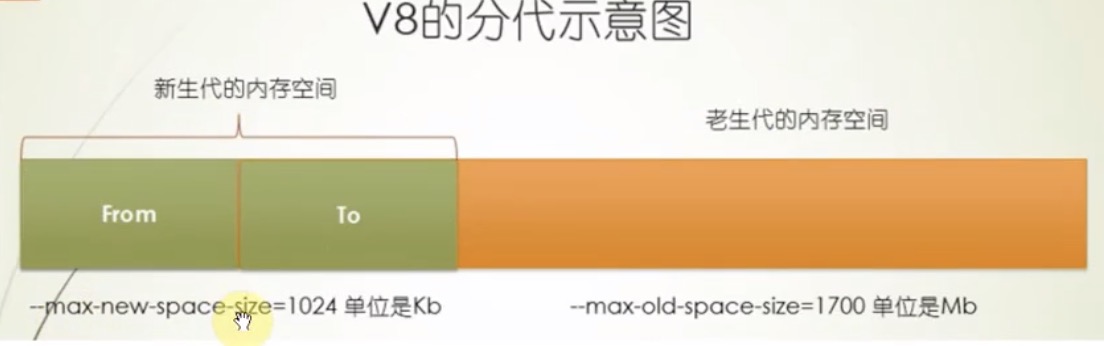 V8的分代示意图
新生代的内存空间
老生代的内存空间
From
To
--max-new-space-size=1024 单位是Kb
--max-old-space-size=1700 单位是Mb